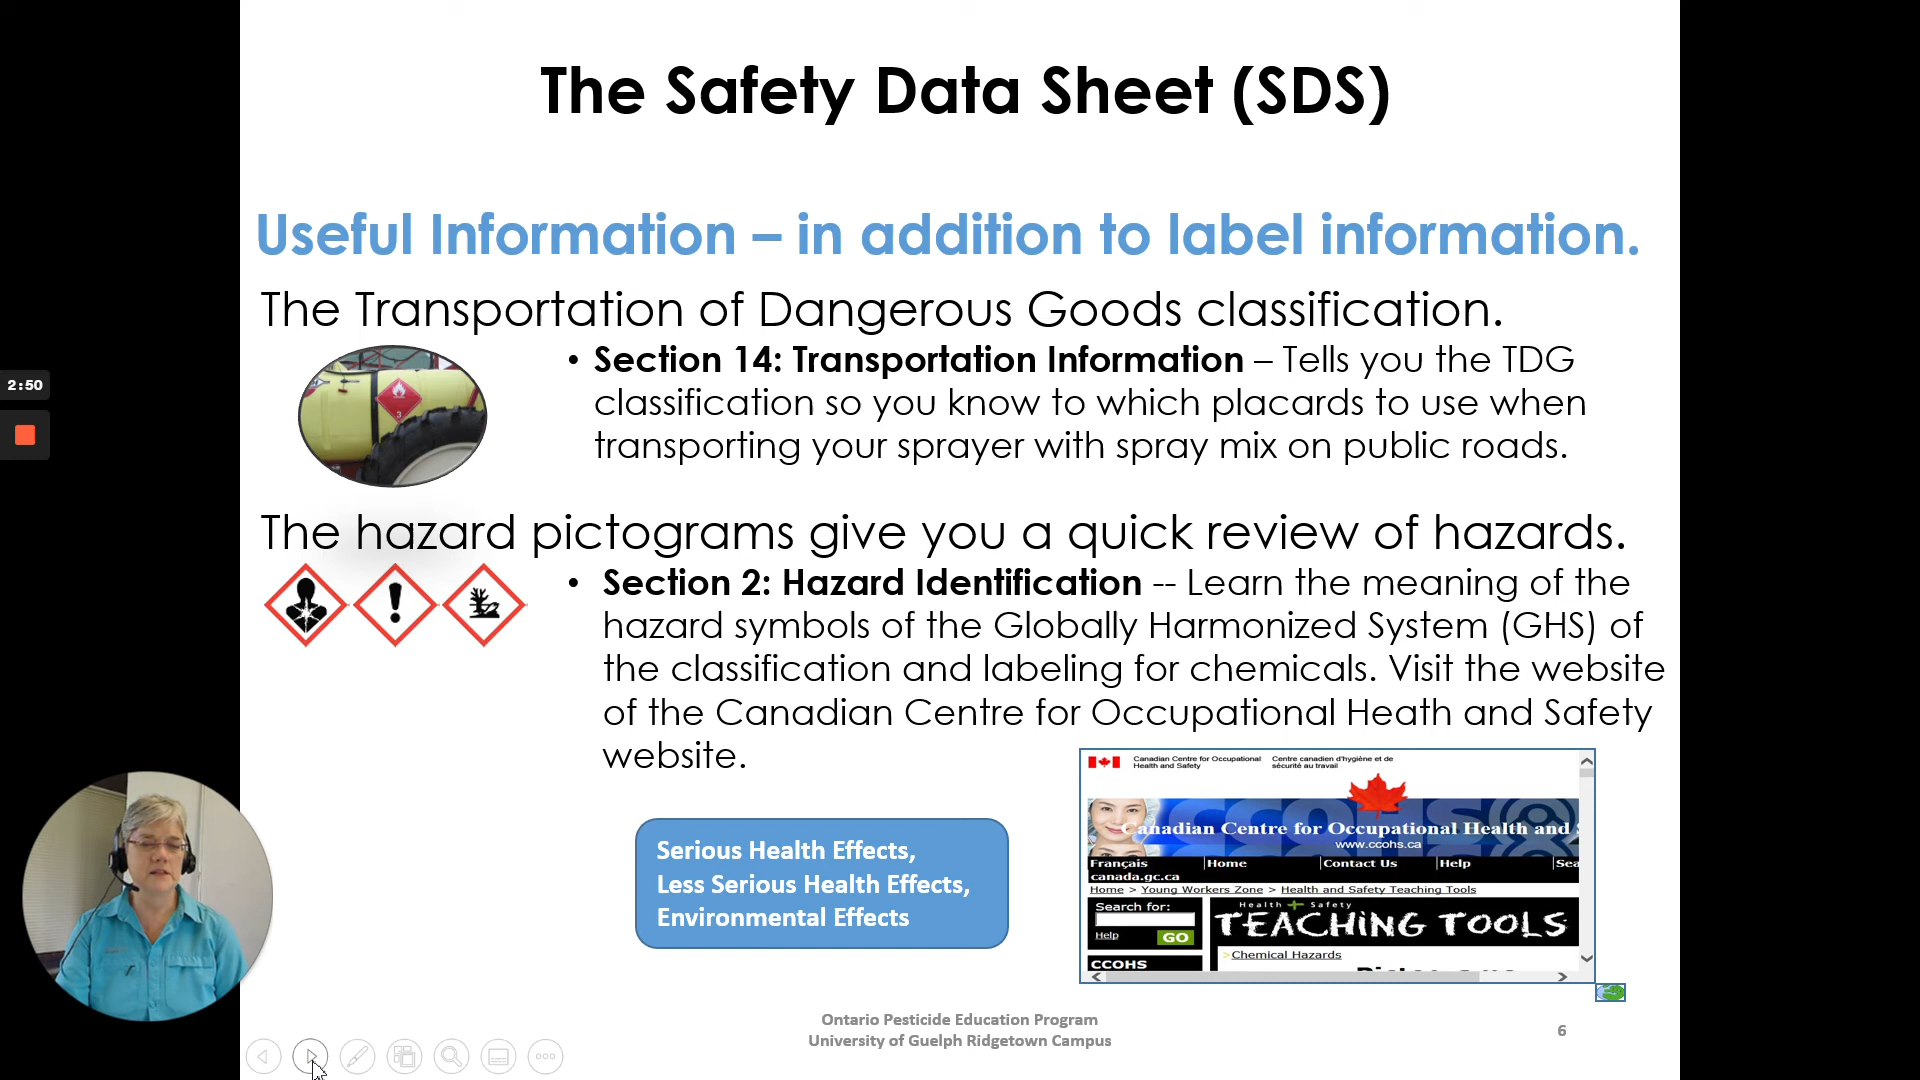 The Safety Data Sheet (SDS)
Useful Information – in addition to label information.
The Transportation of Dangerous Goods classification.
• Section 14: Transportation Information – Tells you the TDG
classification so you know to which placards to use when
transporting your sprayer with spray mix on public roads.
3
2:50
The hazard pictograms give you a quick review of hazards.
• Section 2: Hazard Identification -- Learn the meaning of the
hazard symbols of the Globally Harmonized System (GHS) of
the classification and labeling for chemicals. Visit the website
of the Canadian Centre for Occupational Heath and Safety
website.
Serious Health Effects,
Less Serious Health Effects,
Environmental Effects
Canadian Centre for Occupational Centre canadien d'hygiène et de
Health and Safety sécurité au travail
Canadian Centre for Occupational Health and
www.ccohs.ca
Français Home Contact Us Help Sea
canada.gc.ca
Home > Young Workers Zone > Health and Safety Teaching Tools
Search for:
Help GO
CCOHS
Health + Safety
TEACHING TOOLS
>Chemical Hazards
Ontario Pesticide Education Program
University of Guelph Ridgetown Campus
6